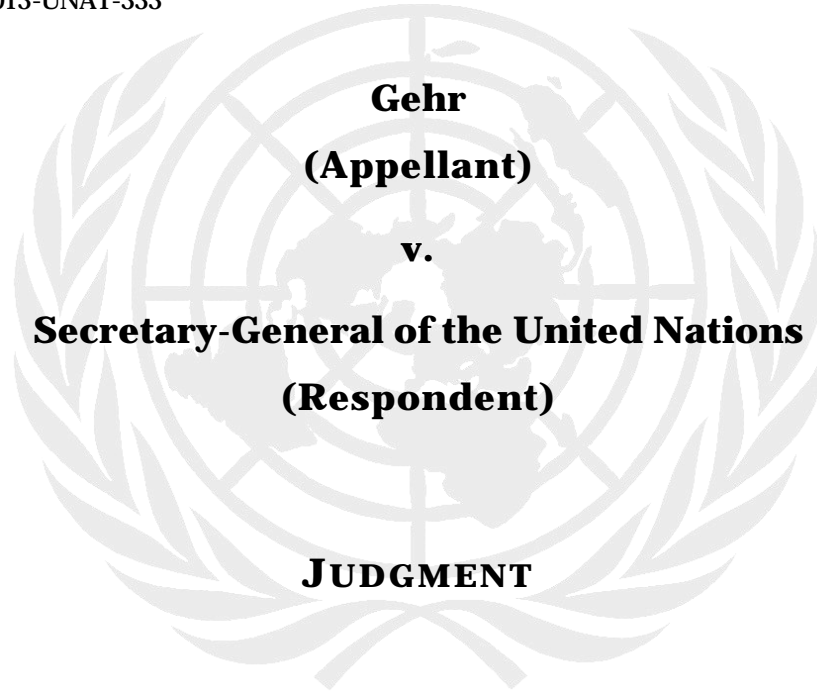 Gehr
(Appellant)
v.
Secretary-General of the United Nations
(Respondent)
JUDGMENT